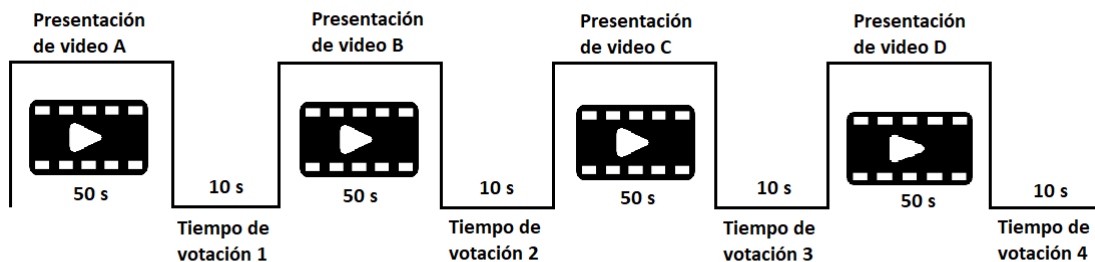 Presentación
de video A
Presentación
de video B
Presentación
de video C
Presentación
de video D
50 s
10 s
50 s
10 s
50 s
10 s
50 s
10 s
Tiempo de
votación 1
Tiempo de
votación 2
Tiempo de
votación 3
Tiempo de
votación 4